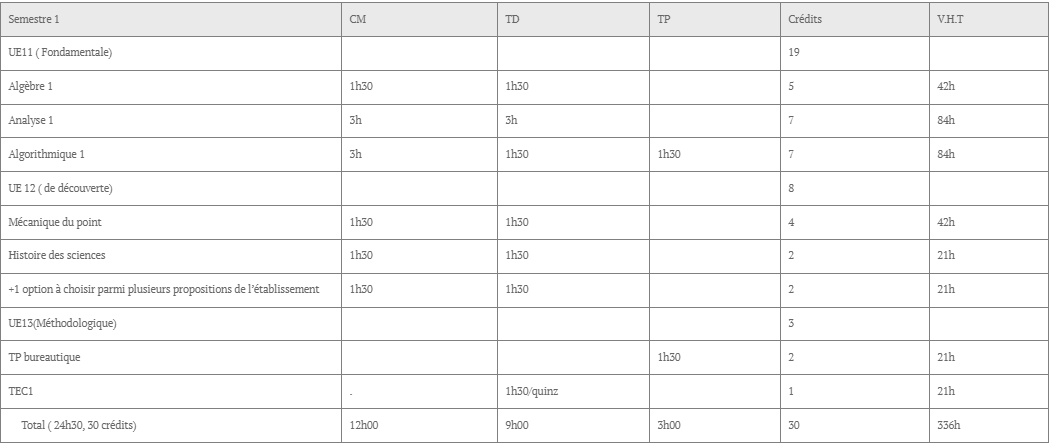 Semestre 1 CM TD TP Crédits V.H.T
UE11 ( Fondamentale) 19
Algèbre 1 1h30 1h30 5 42h
Analyse 1 3h 3h 7 84h
Algorithmique 1 3h 1h30 1h30 7 84h
UE 12 ( de découverte) 8
Mécanique du point 1h30 1h30 4 42h
Histoire des sciences 1h30 1h30 2 21h
+1 option à choisir parmi plusieurs propositions de l’établissement 1h30 1h30 2 21h
UE13(Méthodologique) 3
TP bureautique 1h30 2 21h
TEC1 . 1h30/quinz 1 21h
Total ( 24h30, 30 crédits) 12h00 9h00 3h00 30 336h